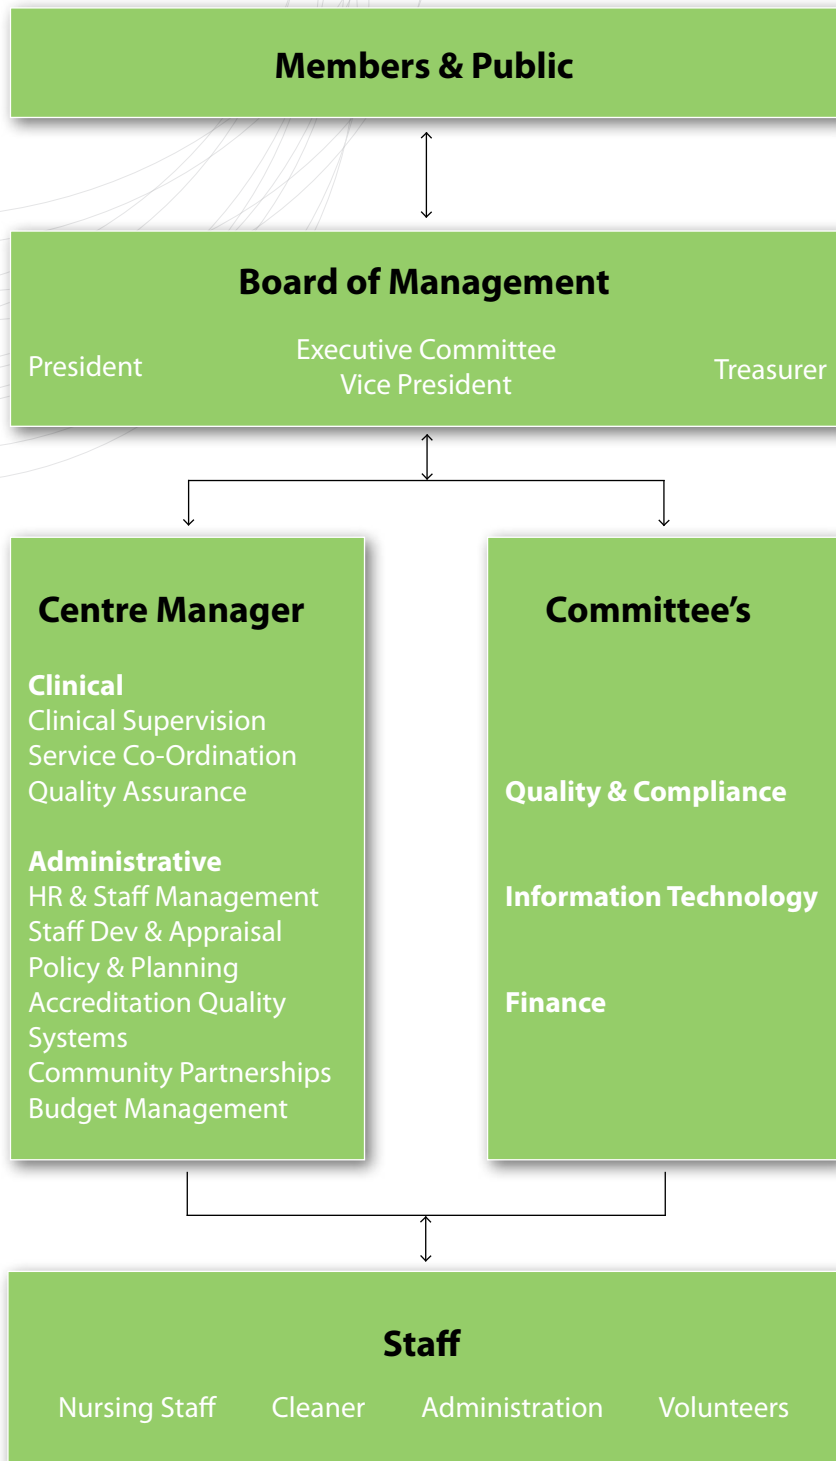 Members & Public
Board of Management
President
Executive Committee
Vice President
Treasurer
Centre Manager
Clinical
Clinical Supervision
Service Co-Ordination
Quality Assurance
Administrative
HR & Staff Management
Staff Dev & Appraisal
Policy & Planning
Accreditation Quality
Systems
Community Partnerships
Budget Management
Committee's
Quality & Compliance
Information Technology
Finance
Staff
Nursing Staff Cleaner Administration Volunteers